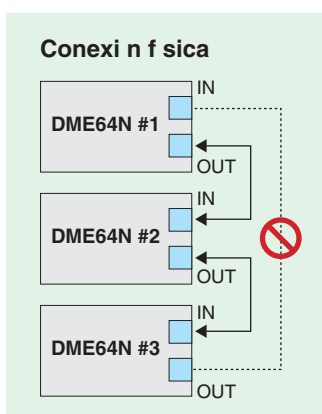 Conexi n f sica
IN
DME64N #1
OUT
IN
DME64N #2
OUT
IN
DME64N #3
OUT